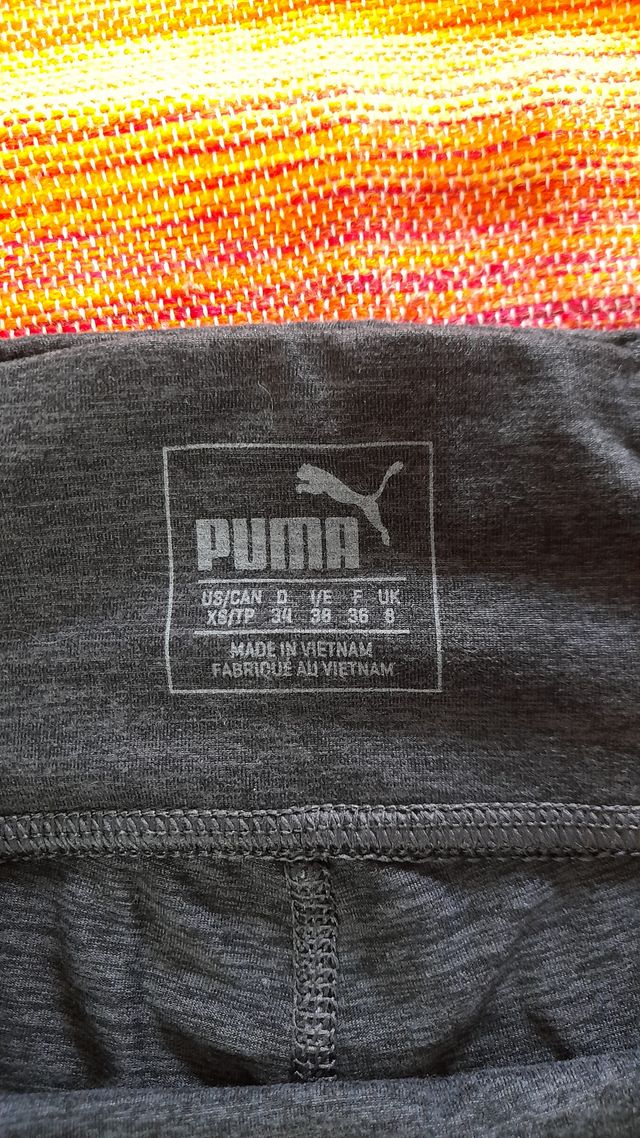 PUMA
US/CAN D I/E F UK
XS/TP 34 38 36 8
MADE IN VIETNAM
FABRIQUÉ AU VIETNAM